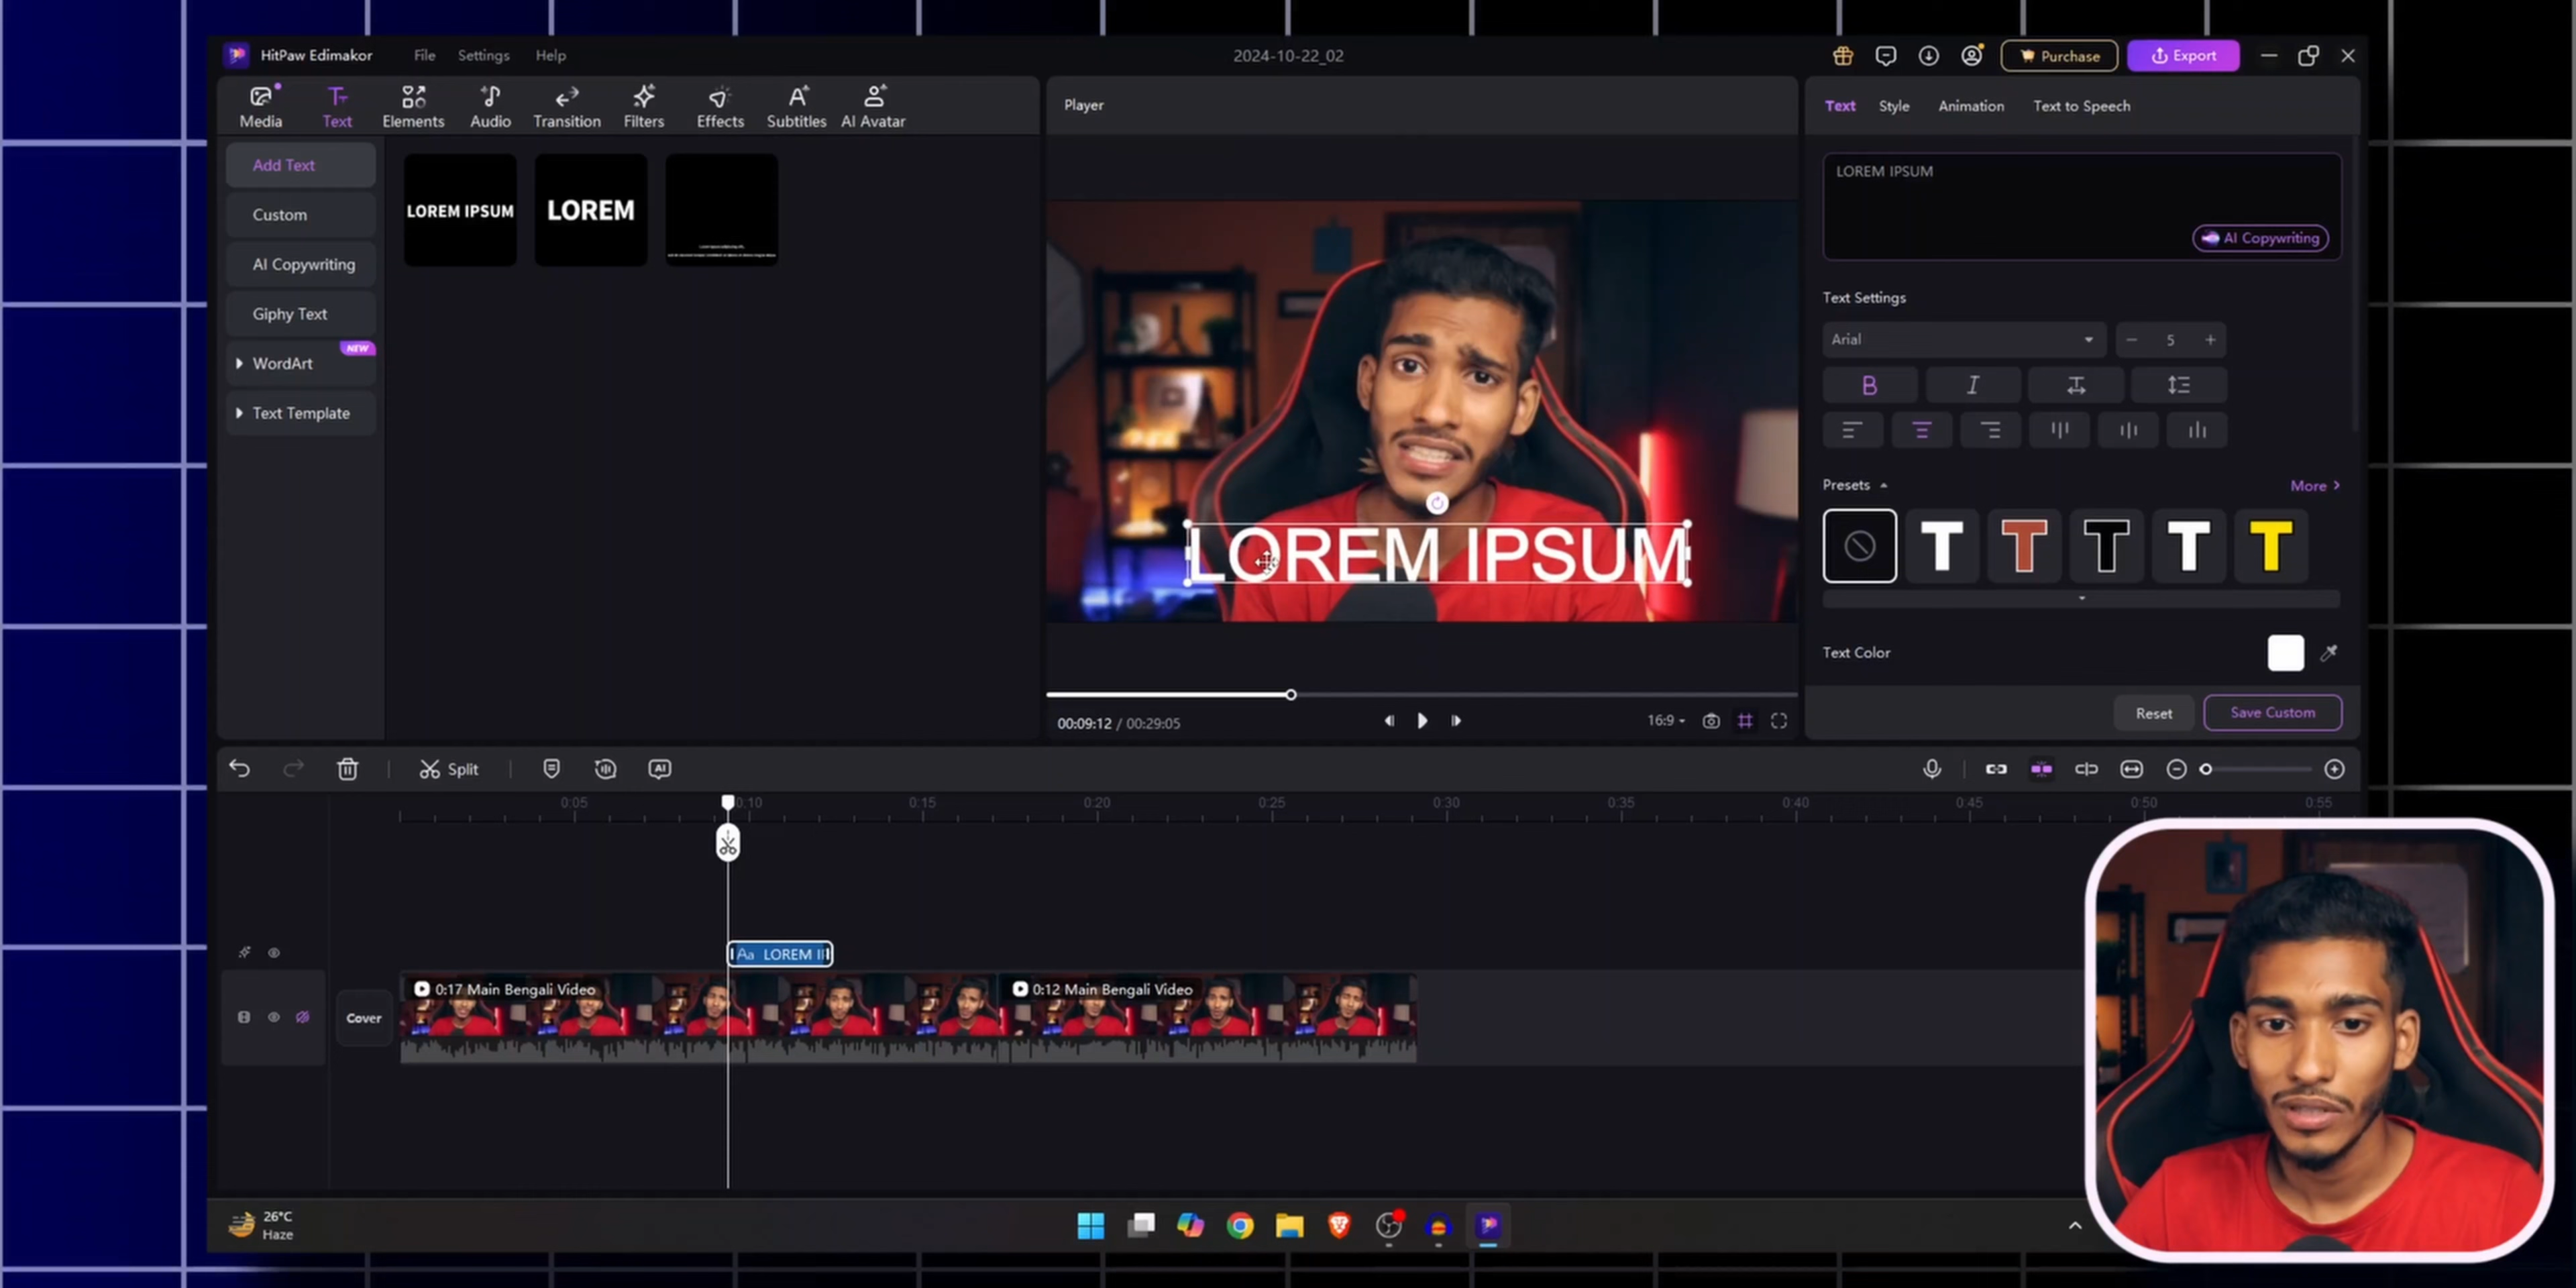 HitPaw Edimakor File Settings Help 2024-10-22_02 Purchase Export
Media Text Elements Audio Transition Filters Effects Subtitles AI Avatar
Player
Text Style Animation Text to Speech
Add Text
Custom
AI Copywriting
Giphy Text
NEW
WordArt
Text Template
LOREM IPSUM
LOREM
LOREM IPSUM
LOREM IPSUM
AI Copywriting
Text Settings
Arial
5
B I
Presets
More
T T T T T
Text Color
Reset Save Custom
00:09:12 / 00:29:05
16:9
Split
0:05 0:10 0:15 0:20 0:25 0:30 0:35 0:40 0:45 0:50 0:55
Aa LOREM I
Cover
0:17 Main Bengali Video
0:12 Main Bengali Video
26°C
Haze